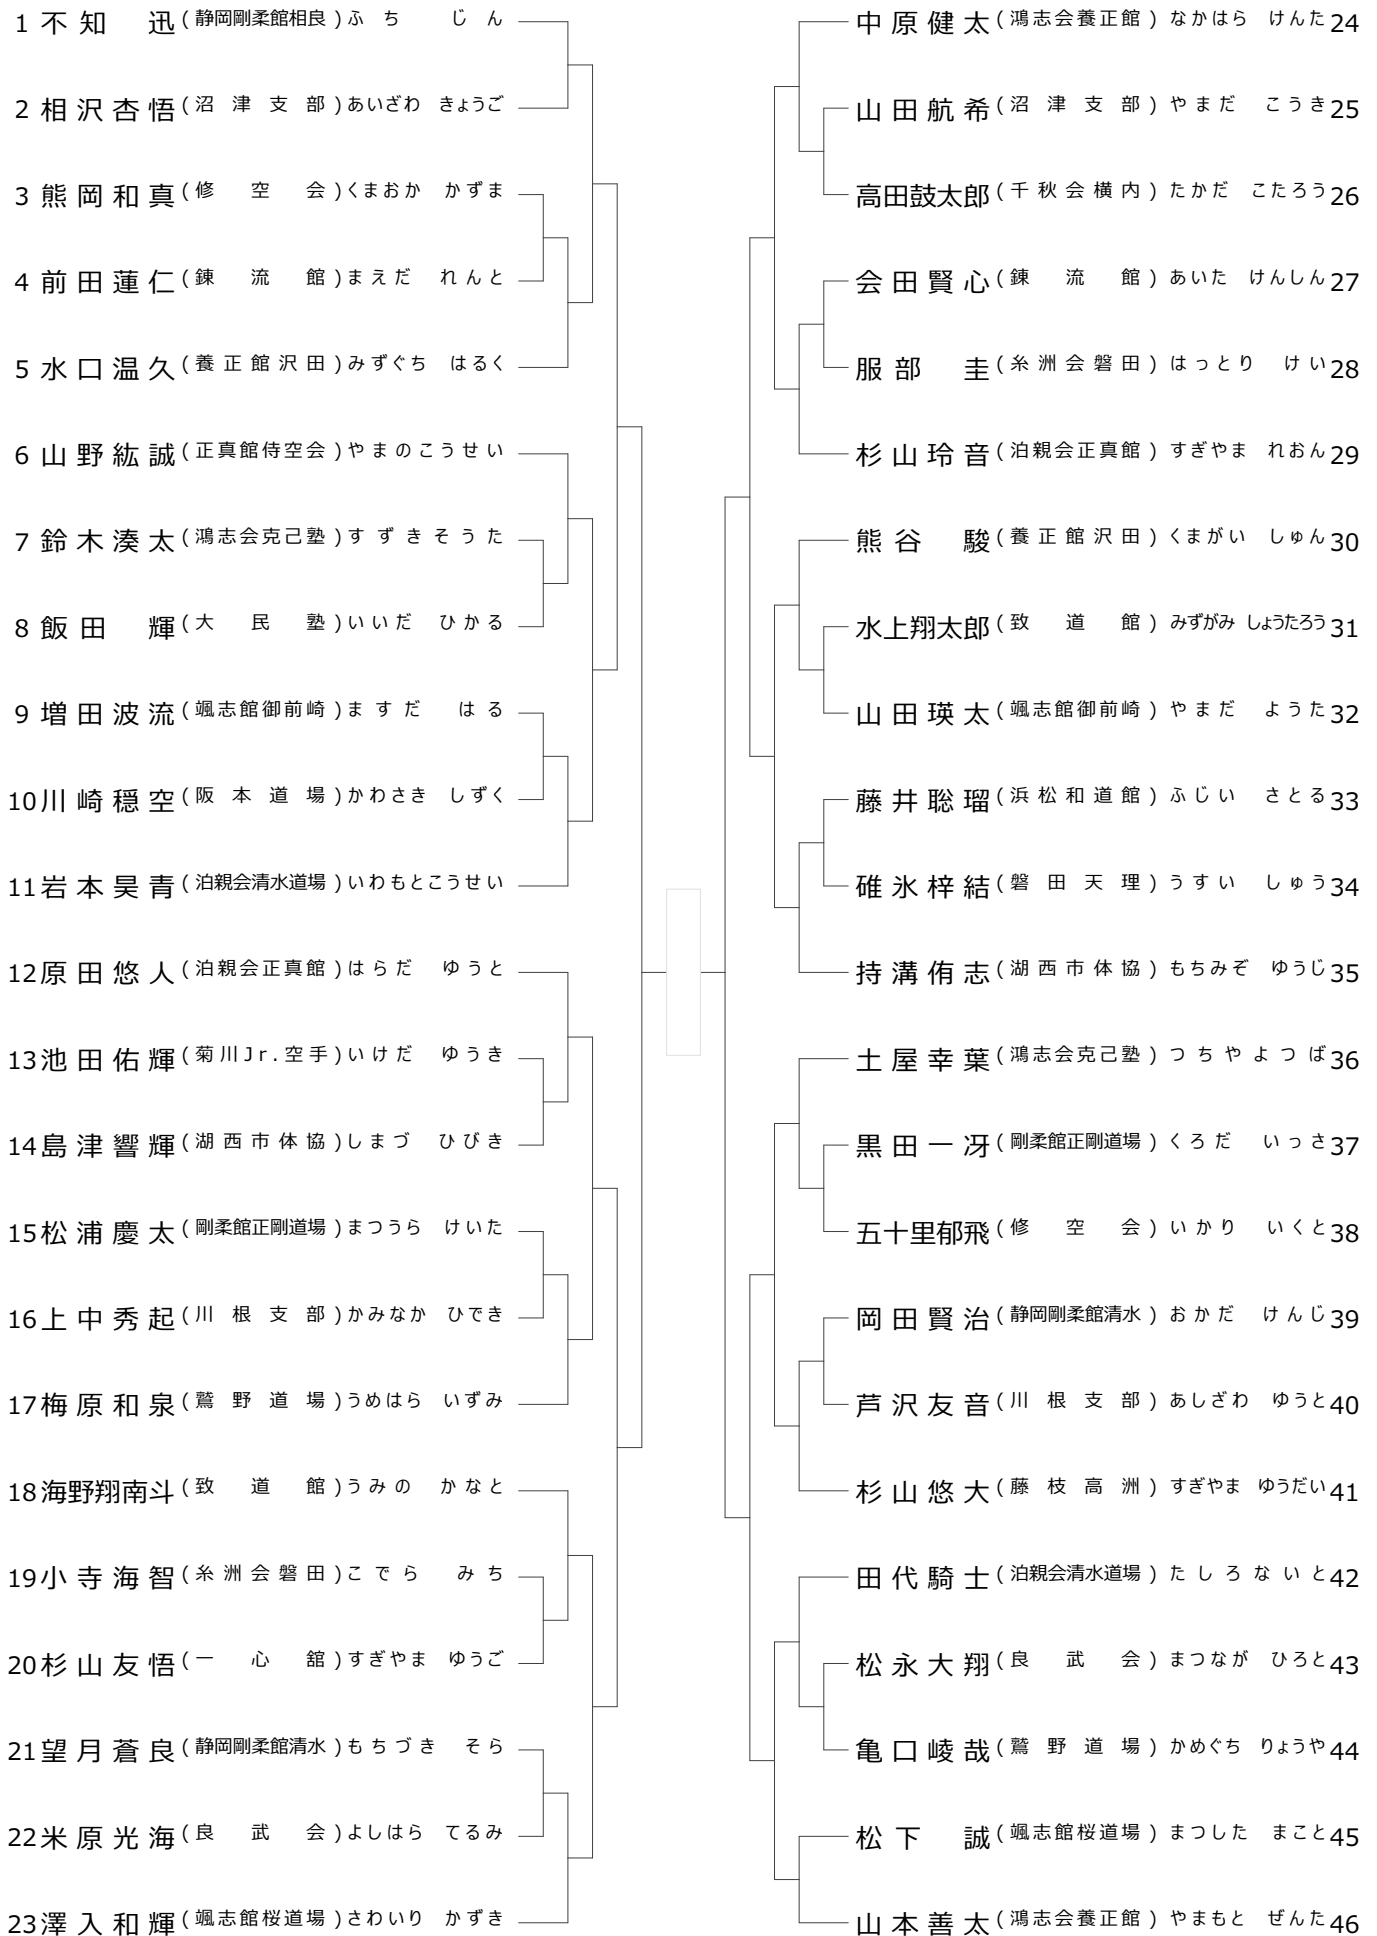 1 不知 迅 (静岡剛柔館相良) ふち じん
2 相沢杏悟 (沼津支部) あいざわ きょうご
3 熊岡和真 (修空会) くまおか かずま
4 前田蓮仁 (錬流館) まえだ れんと
5 水口温久 (養正館沢田) みずぐち はるく
6 山野紘誠 (正真館侍空会) やまのこうせい
7 鈴木湊太 (鴻志会克己塾) すずきそうた
8 飯田 輝 (大民塾) いいだ ひかる
9 増田波流 (颯志館御前崎) ますだ はる
10 川崎穏空 (阪本道場) かわさき しずく
11 岩本昊青 (泊親会清水道場) いわもとこうせい
12 原田悠人 (泊親会正真館) はらだ ゆうと
13 池田佑輝 (菊川Jr.空手) いけだ ゆうき
14 島津響輝 (湖西市体協) しまづ ひびき
15 松浦慶太 (剛柔館正剛道場) まつうら けいた
16 上中秀起 (川根支部) かみなか ひでき
17 梅原和泉 (鷲野道場) うめはら いずみ
18 海野翔南斗 (致道館) うみの かなと
19 小寺海智 (糸洲会磐田) こでら みち
20 杉山友悟 (一心舘) すぎやま ゆうご
21 望月蒼良 (静岡剛柔館清水) もちづき そら
22 米原光海 (良武会) よしはら てるみ
23 澤入和輝 (颯志館桜道場) さわいり かずき
中原健太 (鴻志会養正館) なかはら けんた 24
山田航希 (沼津支部) やまだ こうき 25
高田鼓太郎 (千秋会横内) たかだ こたろう 26
会田賢心 (錬流館) あいた けんしん 27
服部 圭 (糸洲会磐田) はっとり けい 28
杉山玲音 (泊親会正真館) すぎやま れおん 29
熊谷 駿 (養正館沢田) くまがい しゅん 30
水上翔太郎 (致道館) みずがみ しょうたろう 31
山田瑛太 (颯志館御前崎) やまだ ようた 32
藤井聡瑠 (浜松和道館) ふじい さとる 33
碓氷梓結 (磐田天理) うすい しゅう 34
持溝侑志 (湖西市体協) もちみぞ ゆうじ 35
土屋幸葉 (鴻志会克己塾) つちやよつば 36
黒田一冴 (剛柔館正剛道場) くろだ いっさ 37
五十里郁飛 (修空会) いかり いくと 38
岡田賢治 (静岡剛柔館清水) おかだ けんじ 39
芦沢友音 (川根支部) あしざわ ゆうと 40
杉山悠大 (藤枝高洲) すぎやま ゆうだい 41
田代騎士 (泊親会清水道場) たしろないと 42
松永大翔 (良武会) まつなが ひろと 43
亀口崚哉 (鷲野道場) かめぐち りょうや 44
松下 誠 (颯志館桜道場) まつした まこと 45
山本善太 (鴻志会養正館) やまもと ぜんた 46